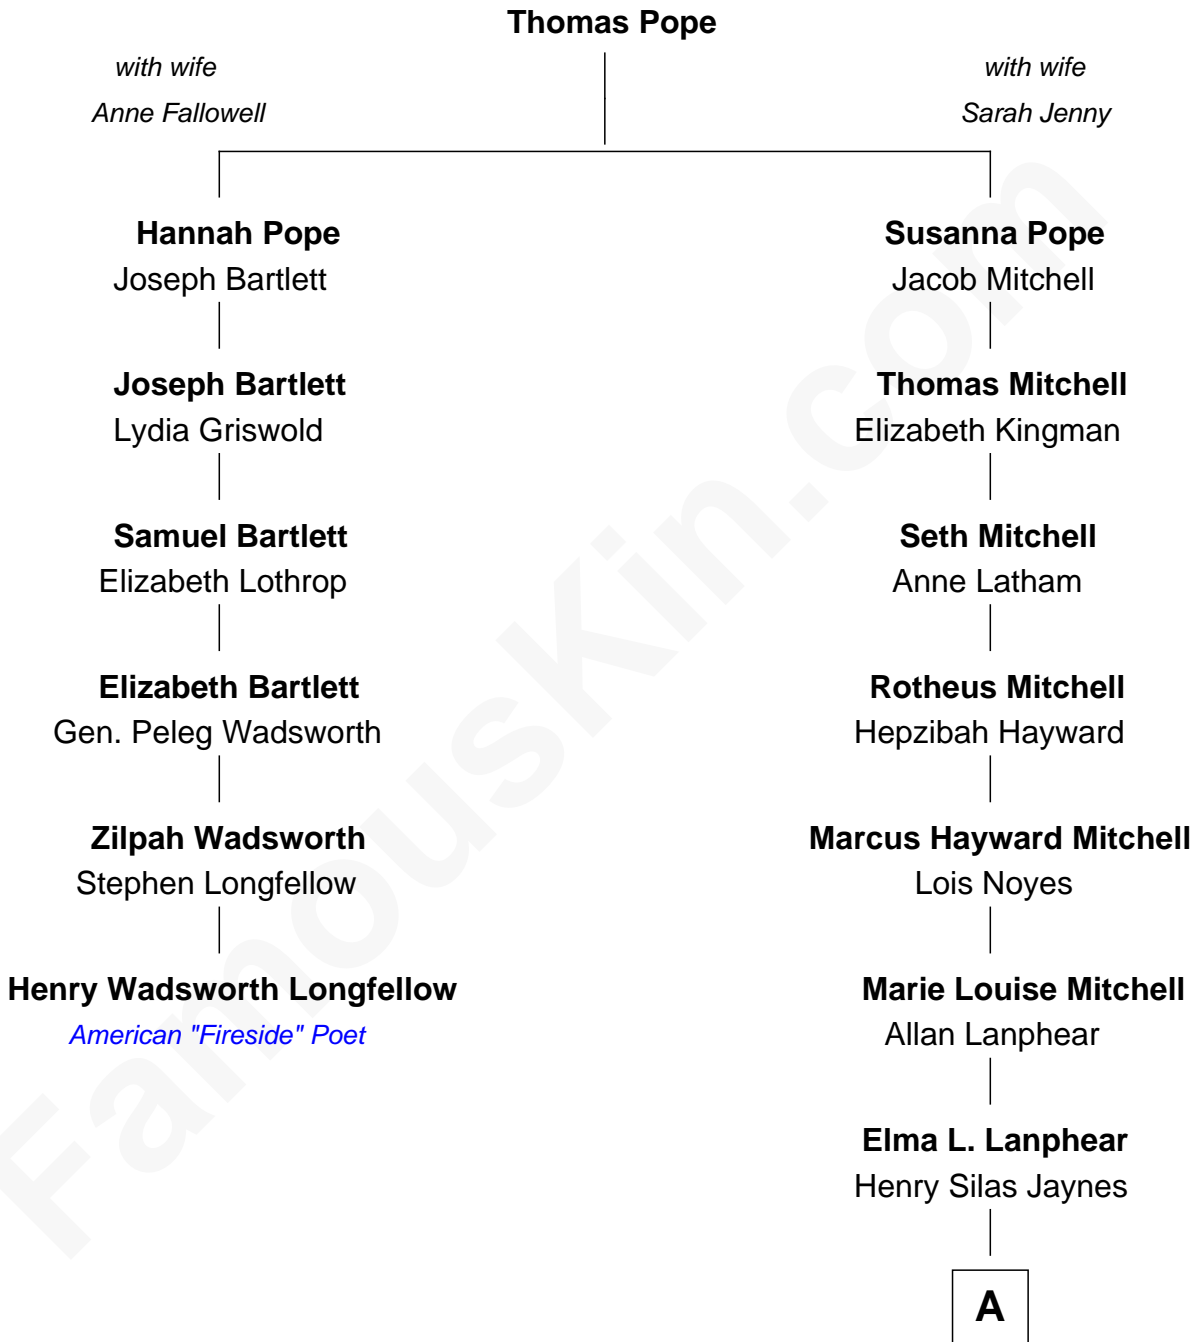 Thomas Pope
with wife
Anne Fallowell
with wife
Sarah Jenny
Hannah Pope
Joseph Bartlett
Susanna Pope
Jacob Mitchell
Joseph Bartlett
Lydia Griswold
Thomas Mitchell
Elizabeth Kingman
Samuel Bartlett
Elizabeth Lothrop
Seth Mitchell
Anne Latham
Elizabeth Bartlett
Gen. Peleg Wadsworth
Rotheus Mitchell
Hepzibah Hayward
Zilpah Wadsworth
Stephen Longfellow
Marcus Hayward Mitchell
Lois Noyes
Henry Wadsworth Longfellow
American "Fireside" Poet
Marie Louise Mitchell
Allan Lanphear
Elma L. Lanphear
Henry Silas Jaynes
A
FamousKin.com